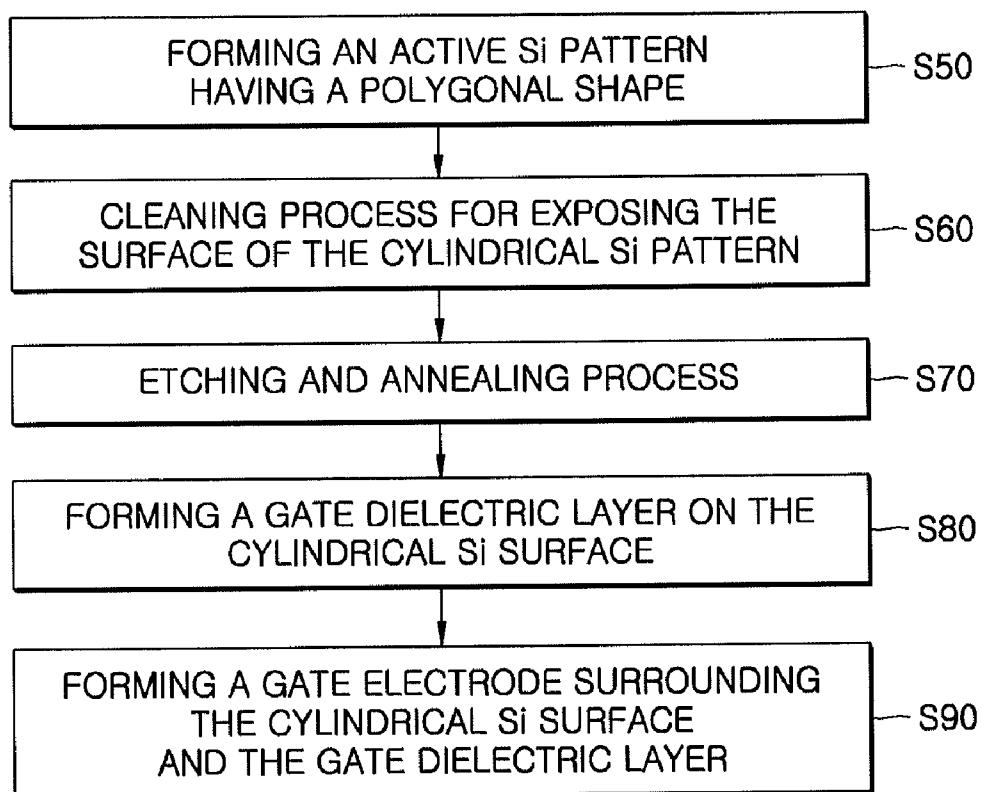 FORMING AN ACTIVE Si PATTERN
HAVING A POLYGONAL SHAPE
S50
CLEANING PROCESS FOR EXPOSING THE
SURFACE OF THE CYLINDRICAL Si PATTERN
S60
ETCHING AND ANNEALING PROCESS
S70
FORMING A GATE DIELECTRIC LAYER ON THE
CYLINDRICAL Si SURFACE
S80
FORMING A GATE ELECTRODE SURROUNDING
THE CYLINDRICAL Si SURFACE
AND THE GATE DIELECTRIC LAYER
S90